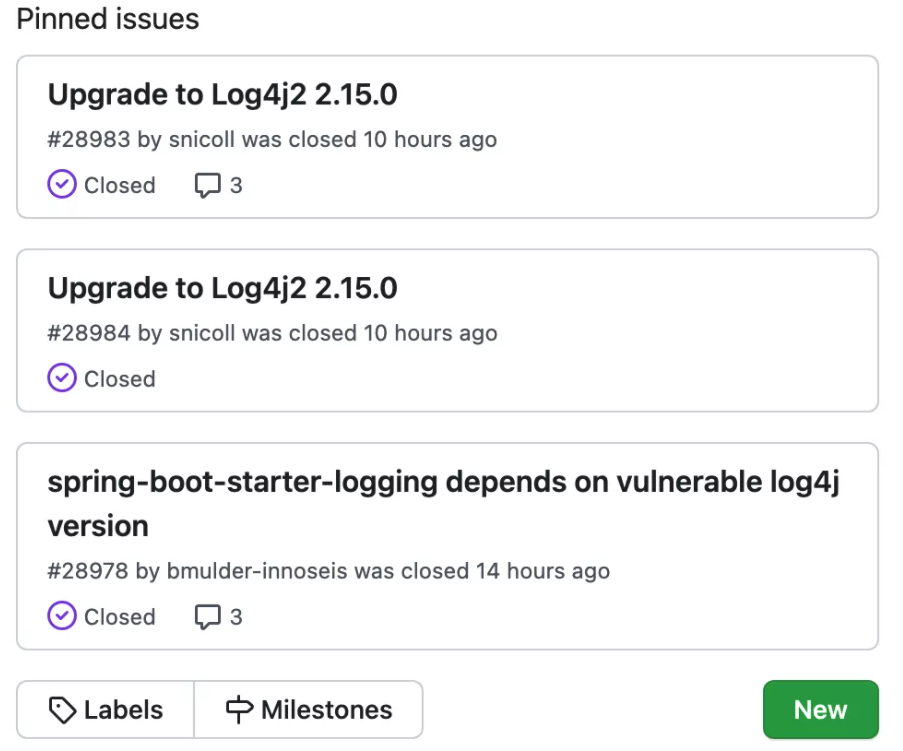 Pinned issues
Upgrade to Log4j2 2.15.0
#28983 by snicoll was closed 10 hours ago
Closed 3
Upgrade to Log4j2 2.15.0
#28984 by snicoll was closed 10 hours ago
Closed
spring-boot-starter-logging depends on vulnerable log4j
version
#28978 by bmulder-innoseis was closed 14 hours ago
Closed 3
Labels Milestones New